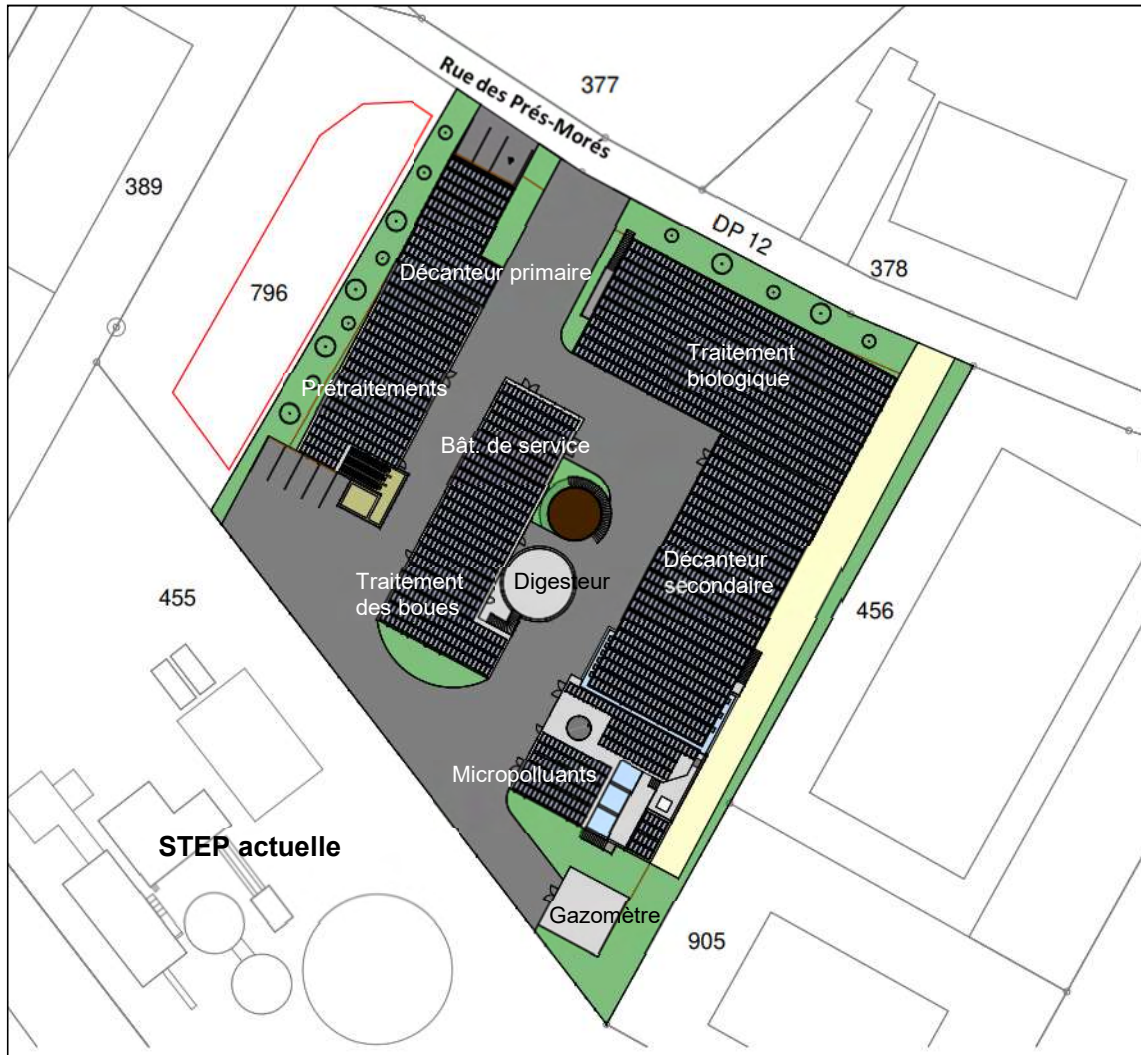 Rue des Prés-Morés
377
389
DP 12
378
796
Décanteur primaire
Traitement
biologique
Prétraitements
Bât. de service
Décanteur
secondaire
Digesteur
Traitement
des boues
455
456
Micropolluants
STEP actuelle
Gazomètre
905